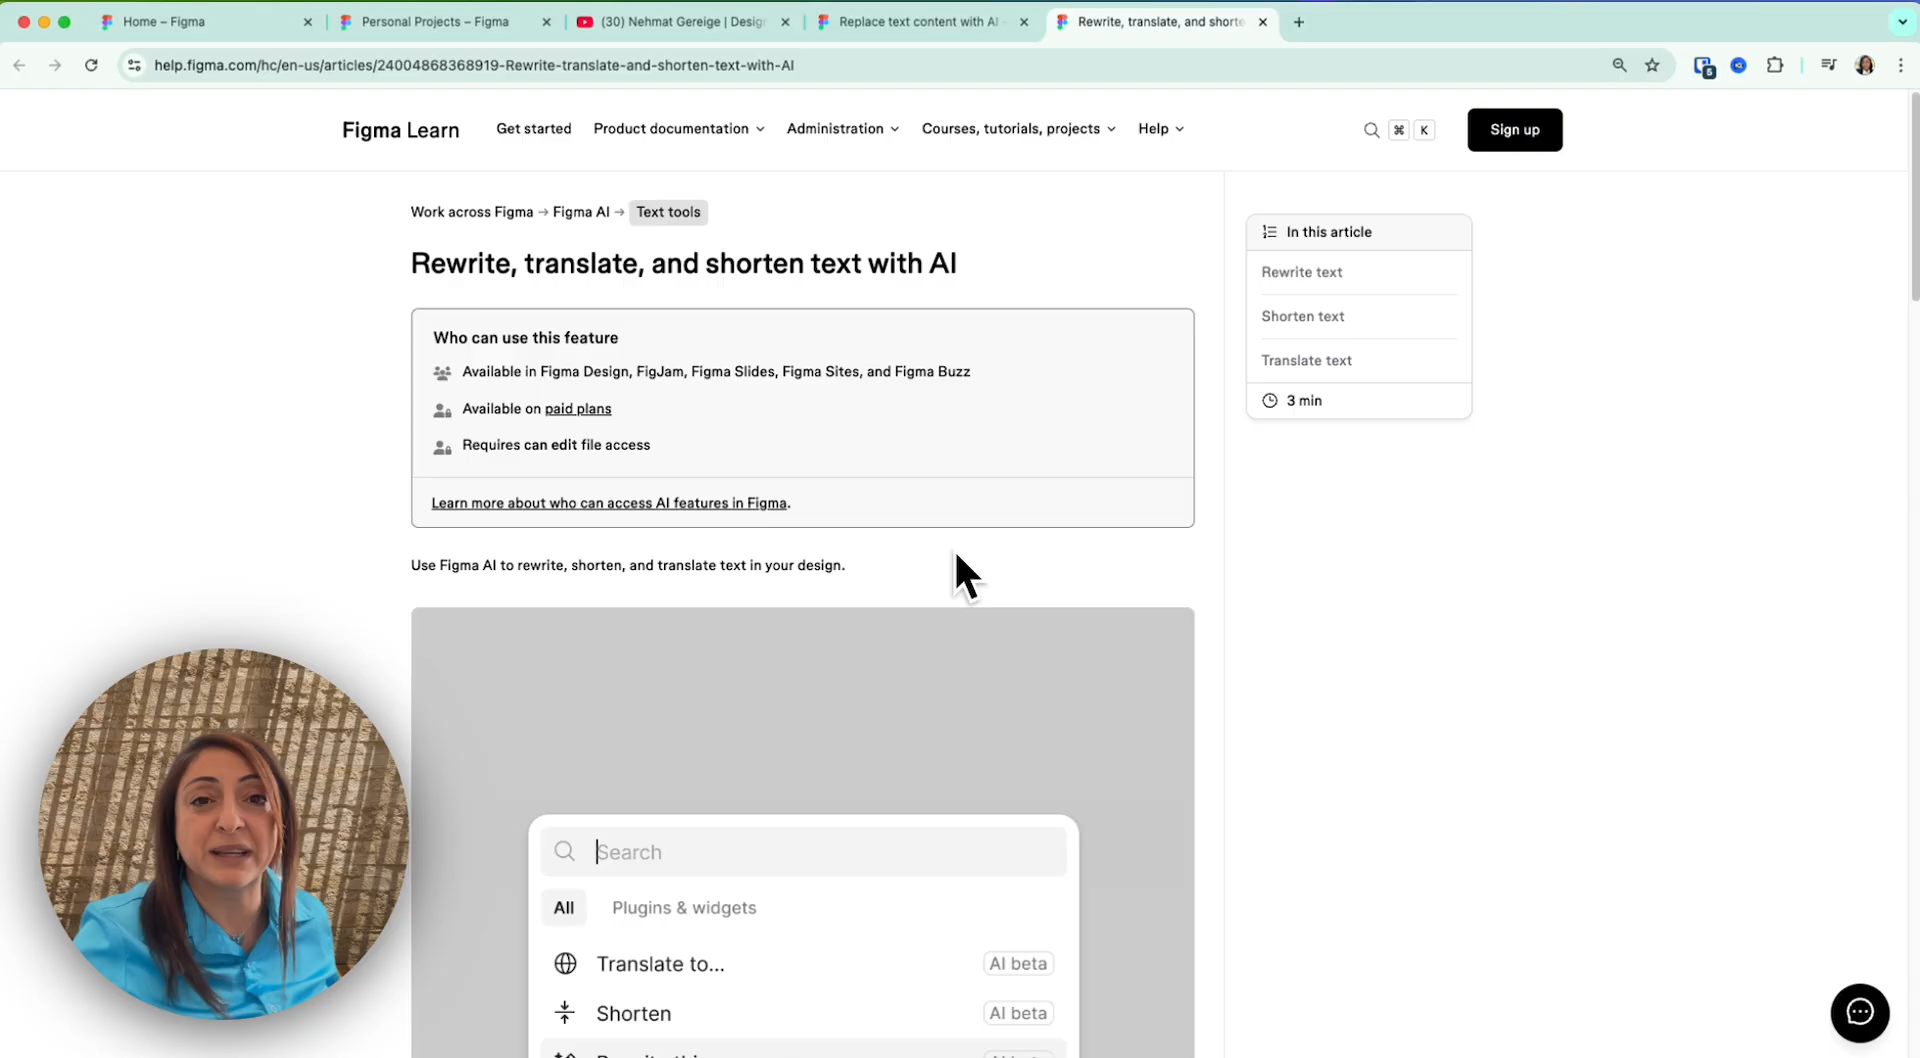 Home – Figma
Personal Projects – Figma
(30) Nehmat Gereige | Desig
Replace text content with AI
Rewrite, translate, and shorte
help.figma.com/hc/en-us/articles/24004868368919-Rewrite-translate-and-shorten-text-with-AI
Figma Learn
Get started
Product documentation
Administration
Courses, tutorials, projects
Help
⌘ K
Sign up
Work across Figma → Figma AI → Text tools
Rewrite, translate, and shorten text with AI
Who can use this feature
Available in Figma Design, FigJam, Figma Slides, Figma Sites, and Figma Buzz
Available on paid plans
Requires can edit file access
Learn more about who can access AI features in Figma.
Use Figma AI to rewrite, shorten, and translate text in your design.
Search
All
Plugins & widgets
Translate to...
AI beta
Shorten
AI beta
In this article
Rewrite text
Shorten text
Translate text
3 min